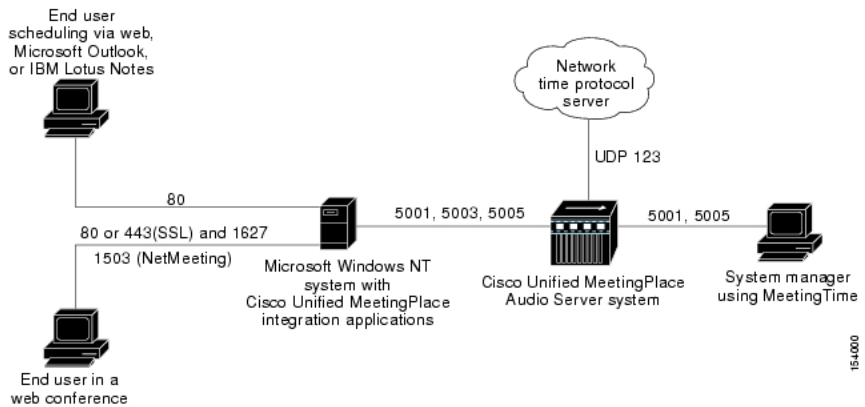 End user
scheduling via web,
Microsoft Outlook,
or IBM Lotus Notes
Network
time protocol
server
UDP 123
80
5001, 5003, 5005
5001, 5005
80 or 443(SSL) and 1627
1503 (NetMeeting)
Microsoft Windows NT
system with
Cisco Unified MeetingPlace
integration applications
Cisco Unified MeetingPlace
Audio Server system
System manager
using MeetingTime
End user in a
web conference
154000